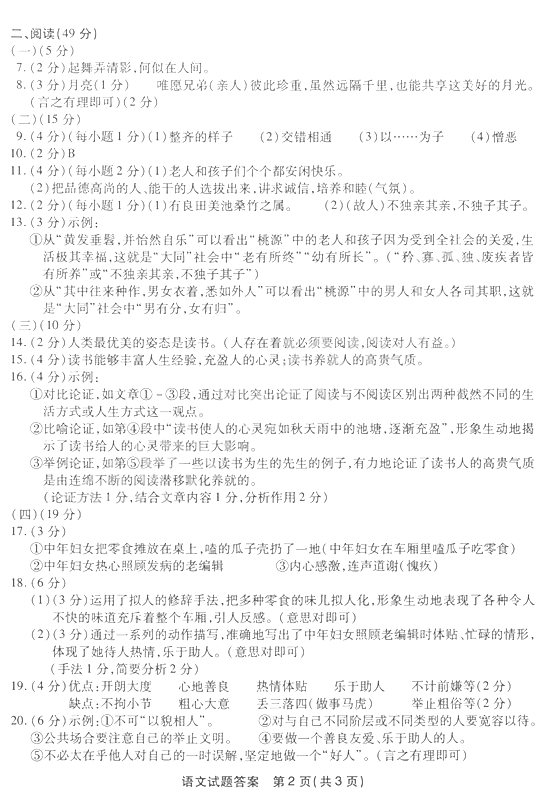 二、阅读(49 分)
(一)(5 分)
7.(2 分)起舞弄清影,何似在人间。
8.(3 分)月亮(1 分) 唯愿兄弟(亲人)彼此珍重,虽然远隔千里,也能共享这美好的月光。
(言之有理即可)(2 分)
(二)(15 分)
9.(4 分)(每小题 1 分)(1)整齐的样子 (2)交错相通 (3)以……为子 (4)憎恶
10.(2 分)B
11.(4 分)(每小题 2 分)(1)老人和孩子们个个都安闲快乐。
(2)把品德高尚的人、能干的人选拔出来,讲求诚信,培养和睦(气氛)。
12.(2 分)(每小题 1 分)(1)有良田美池桑竹之属。 (2)(故人)不独亲其亲,不独子其子。
13.(3 分)示例:
①从“黄发垂髫,并怡然自乐”可以看出“桃源”中的老人和孩子因为受到全社会的关爱,生
活极其幸福,这就是“大同”社会中“老有所终”“幼有所长”。(“矜、寡、孤、独、废疾者皆
有所养”或“不独亲其亲,不独子其子”)
②从“其中往来种作,男女衣着,悉如外人”可以看出“桃源”中的男人和女人各司其职,这就
是“大同”社会中“男有分,女有归”。
(三)(10 分)
14.(2 分)人类最优美的姿态是读书。(人存在着就必须要阅读,阅读对人有益。)
15.(4 分)读书能够丰富人生经验,充盈人的心灵;读书养就人的高贵气质。
16.(4 分)示例:
①对比论证,如文章①-③段,通过对比突出论证了阅读与不阅读区别出两种截然不同的生
活方式或人生方式这一观点。
②比喻论证,如第④段中“读书使人的心灵宛如秋天雨中的池塘,逐渐充盈”,形象生动地揭
示了读书给人的心灵带来的巨大影响。
③举例论证,如第⑤段举了一些以读书为生的先生的例子,有力地论证了读书人的高贵气质
是由连绵不断的阅读潜移默化养就的。
(论证方法 1 分,结合文章内容 1 分,分析作用 2 分)
(四)(19 分)
17.(3 分)
①中年妇女把零食摊放在桌上,嗑的瓜子壳扔了一地(中年妇女在车厢里嗑瓜子吃零食)
②中年妇女热心照顾发病的老编辑 ③内心感激,连声道谢(愧疚)
18.(6 分)
(1)(3 分)运用了拟人的修辞手法,把多种零食的味儿拟人化,形象生动地表现了各种令人
不快的味道充斥着整个车厢,引人反感。(意思对即可)
(2)(3 分)通过一系列的动作描写,准确地写出了中年妇女照顾老编辑时体贴、忙碌的情形,
体现了她待人热情,乐于助人。(意思对即可)
(手法 1 分,简要分析 2 分)
19.(4 分)优点:开朗大度 心地善良 热情体贴 乐于助人 不计前嫌等(2 分)
缺点:不拘小节 粗心大意 丢三落四(做事马虎) 举止粗俗等(2 分)
20.(6 分)示例:①不可“以貌相人”。 ②对与自己不同阶层或不同类型的人要宽容以待。
③公共场合要注意自己的举止文明。 ④要做一个善良友爱、乐于助人的人。
⑤不必太在乎他人对自己的一时误解,坚定地做一个“好人”。(言之有理即可)
语文试题答案 第 2 页(共 3 页)